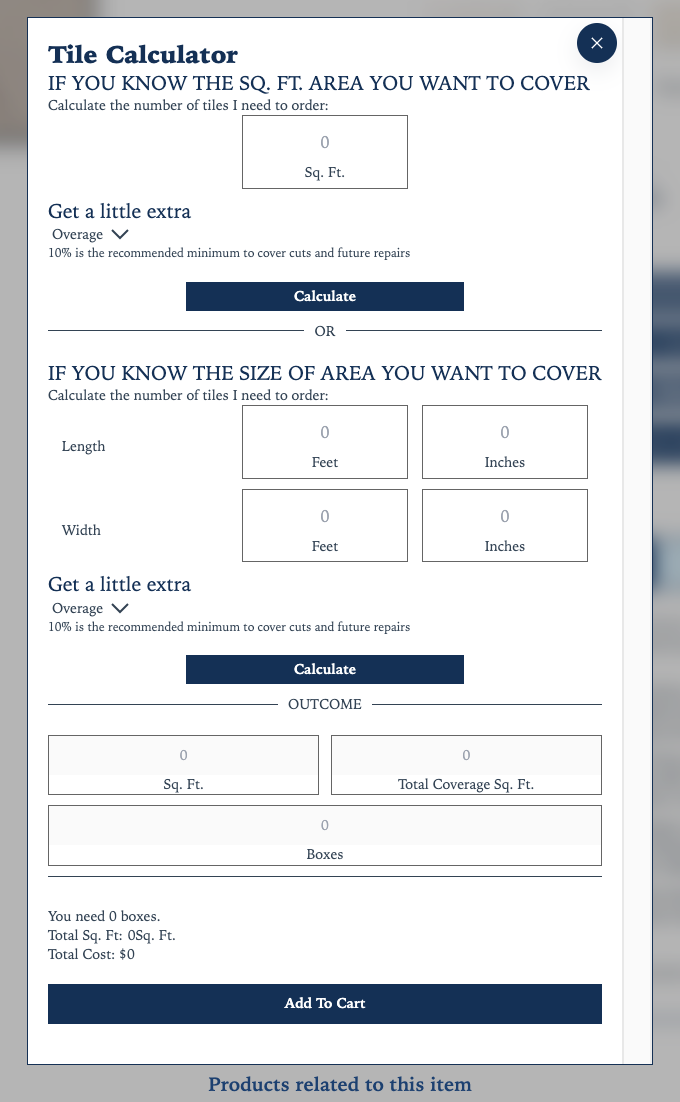 Tile Calculator
IF YOU KNOW THE SQ. FT. AREA YOU WANT TO COVER
Calculate the number of tiles I need to order:
0
Sq. Ft.
Get a little extra
Overage
10% is the recommended minimum to cover cuts and future repairs
Calculate
OR
IF YOU KNOW THE SIZE OF AREA YOU WANT TO COVER
Calculate the number of tiles I need to order:
Length
0
Feet
0
Inches
Width
0
Feet
0
Inches
Get a little extra
Overage
10% is the recommended minimum to cover cuts and future repairs
Calculate
OUTCOME
0
Sq. Ft.
0
Total Coverage Sq. Ft.
0
Boxes
You need 0 boxes.
Total Sq. Ft: 0Sq. Ft.
Total Cost: $0
Add To Cart
Products related to this item